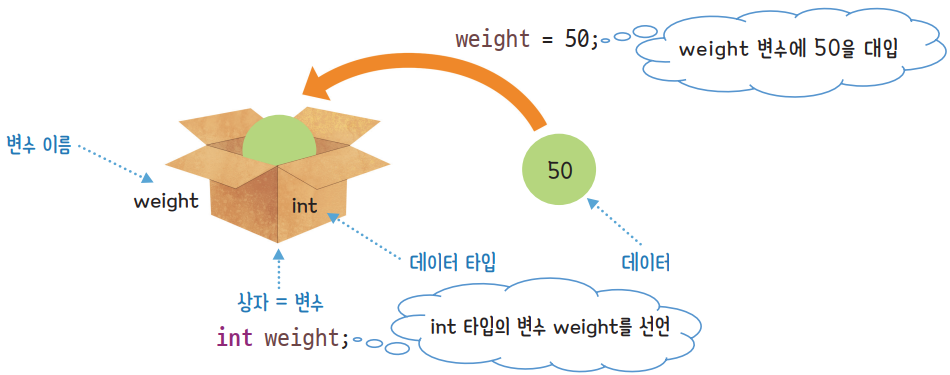 weight = 50;
weight 변수에 50을 대입
변수 이름
50
weight
int
데이터 타입
데이터
상자 = 변수
int weight;
int 타입의 변수 weight를 선언